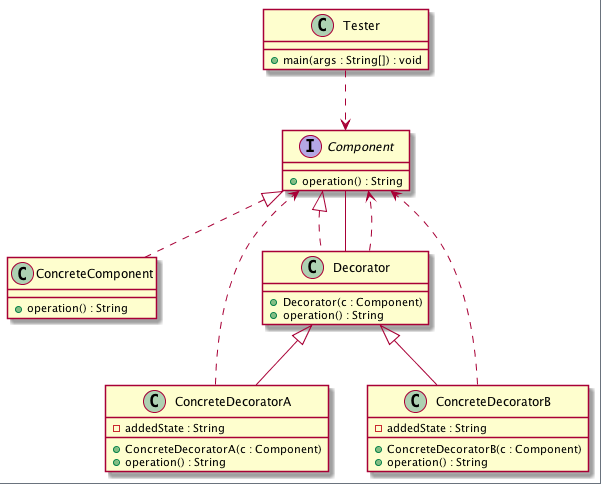 C Tester
main(args : String[]) : void
I Component
operation() : String
C ConcreteComponent
operation() : String
C Decorator
Decorator(c : Component)
operation() : String
C ConcreteDecoratorA
addedState : String
ConcreteDecoratorA(c : Component)
operation() : String
C ConcreteDecoratorB
addedState : String
ConcreteDecoratorB(c : Component)
operation() : String